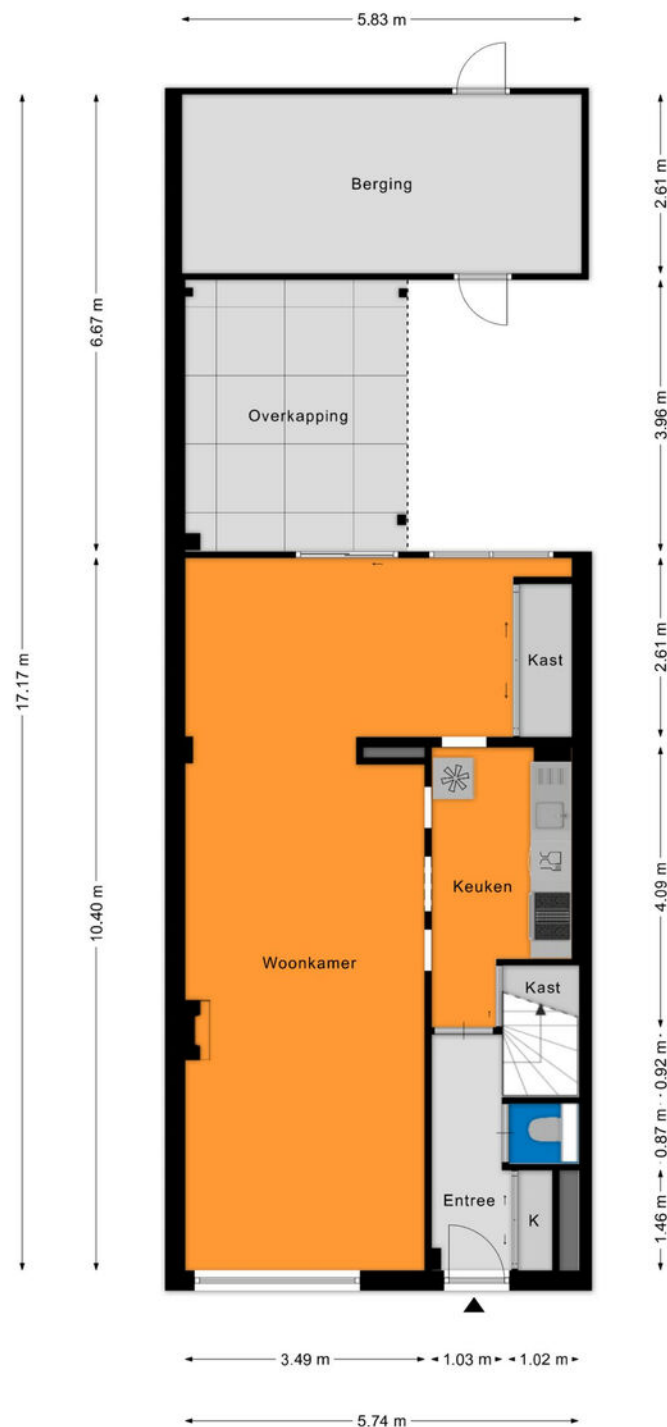 5.83 m
Berging
2.61 m
6.67 m
3.96 m
Overkapping
17.17 m
Kast
2.61 m
Keuken
4.09 m
10.40 m
Woonkamer
Kast
0.92 m
0.87 m
Entree
K
1.46 m
3.49 m
1.03 m
1.02 m
5.74 m